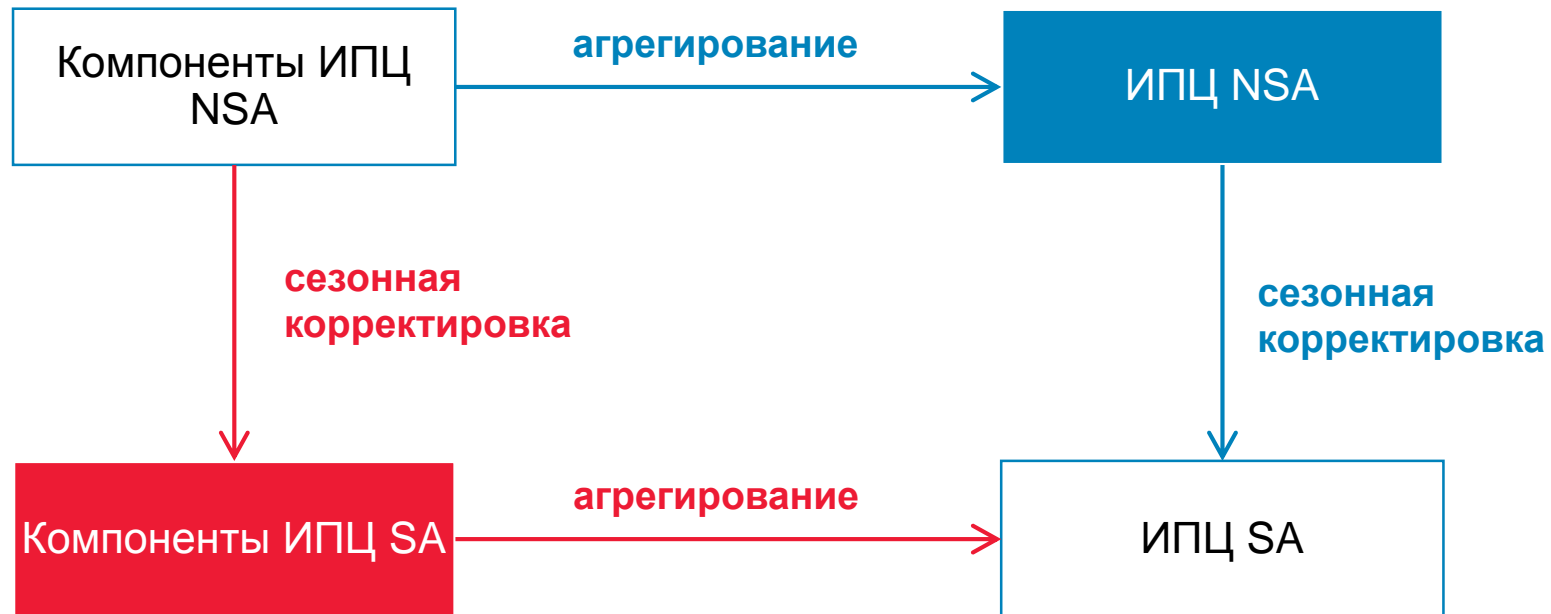 Компоненты ИПЦ
NSA
агрегирование
ИПЦ NSA
сезонная
корректировка
сезонная
корректировка
Компоненты ИПЦ SA
агрегирование
ИПЦ SA